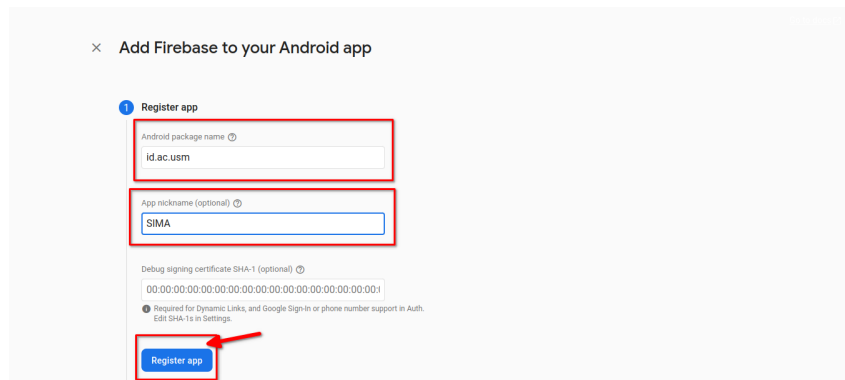 Add Firebase to your Android app
1 Register app
Android package name
id.ac.usm
App nickname (optional)
SIMA
Debug signing certificate SHA-1 (optional)
00:00:00:00:00:00:00:00:00:00:00:00:00:00:00:00:00:
Required for Dynamic Links, and Google Sign-In or phone number support in Auth.
Edit SHA-1s in Settings.
Register app